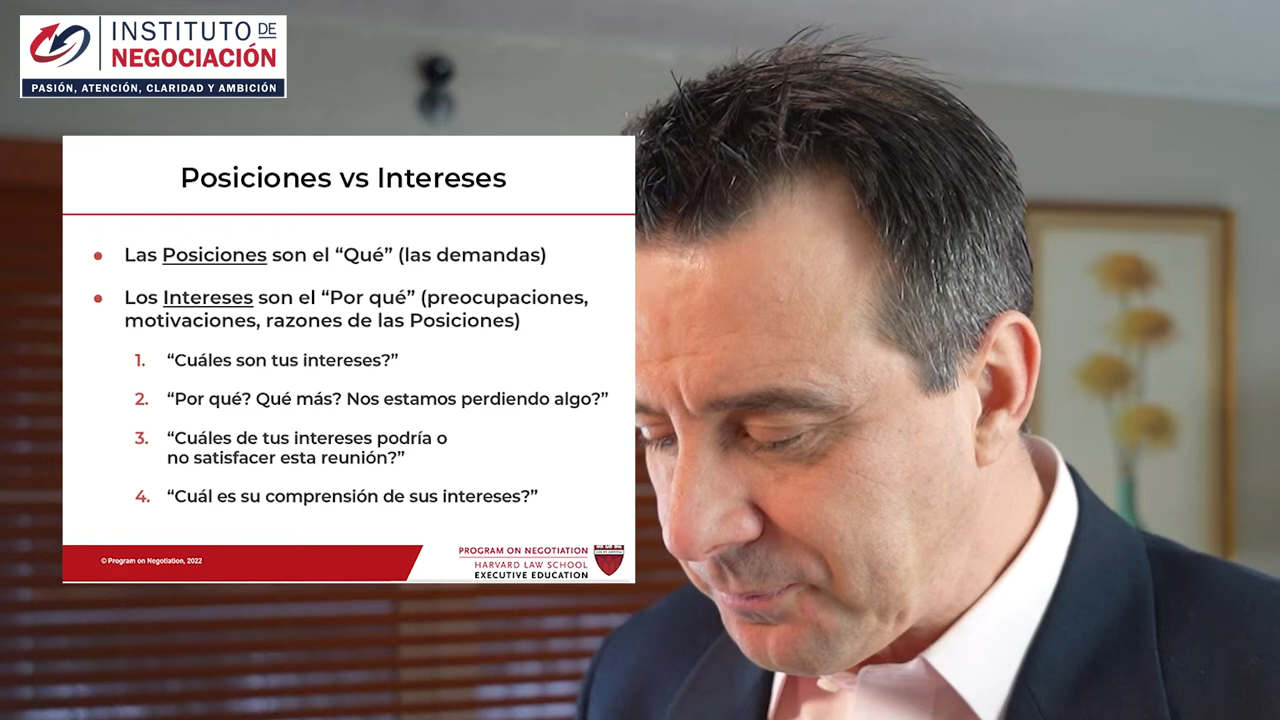 INSTITUTO DE
NEGOCIACIÓN
PASIÓN, ATENCIÓN, CLARIDAD Y AMBICIÓN
Posiciones vs Intereses
Las Posiciones son el “Qué” (las demandas)
Los Intereses son el “Por qué” (preocupaciones,
motivaciones, razones de las Posiciones)
1. “Cuáles son tus intereses?”
2. “Por qué? Qué más? Nos estamos perdiendo algo?”
3. “Cuáles de tus intereses podría o
no satisfacer esta reunión?”
4. “Cuál es su comprensión de sus intereses?”
© Program on Negotiation, 2022
PROGRAM ON NEGOTIATION
HARVARD LAW SCHOOL
EXECUTIVE EDUCATION